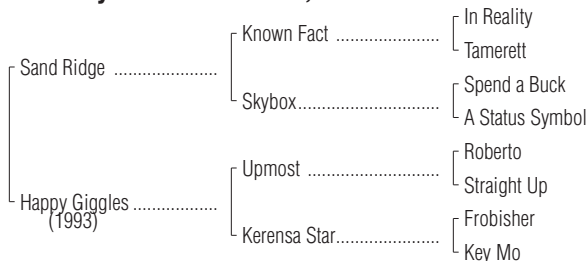 In Reality
Known Fact ......................
Tamerett
Sand Ridge ......................
Spend a Buck
Skybox..............................
A Status Symbol
Roberto
Upmost ............................
Straight Up
Happy Giggles ..................
(1993)
Frobisher
Kerensa Star......................
Key Mo